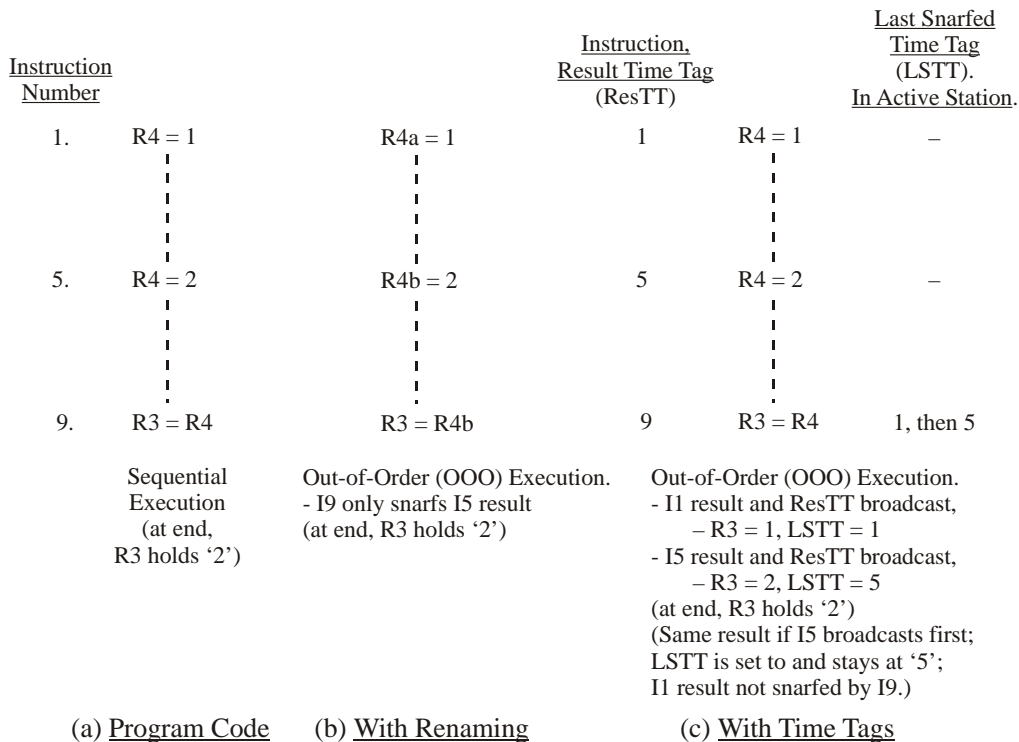 Instruction
Number
Instruction,
Result Time Tag
(ResTT)
Last Snarfed
Time Tag
(LSTT).
In Active Station.
1. R4 = 1 R4a = 1 1 R4 = 1 –
5. R4 = 2 R4b = 2 5 R4 = 2 –
9. R3 = R4 R3 = R4b 9 R3 = R4 1, then 5
Sequential
Execution
(at end,
R3 holds ‘2’)
Out-of-Order (OOO) Execution.
- I9 only snarfs I5 result
(at end, R3 holds ‘2’)
Out-of-Order (OOO) Execution.
- I1 result and ResTT broadcast,
– R3 = 1, LSTT = 1
- I5 result and ResTT broadcast,
– R3 = 2, LSTT = 5
(at end, R3 holds ‘2’)
(Same result if I5 broadcasts first;
LSTT is set to and stays at ‘5’;
I1 result not snarfed by I9.)
(a) Program Code (b) With Renaming (c) With Time Tags